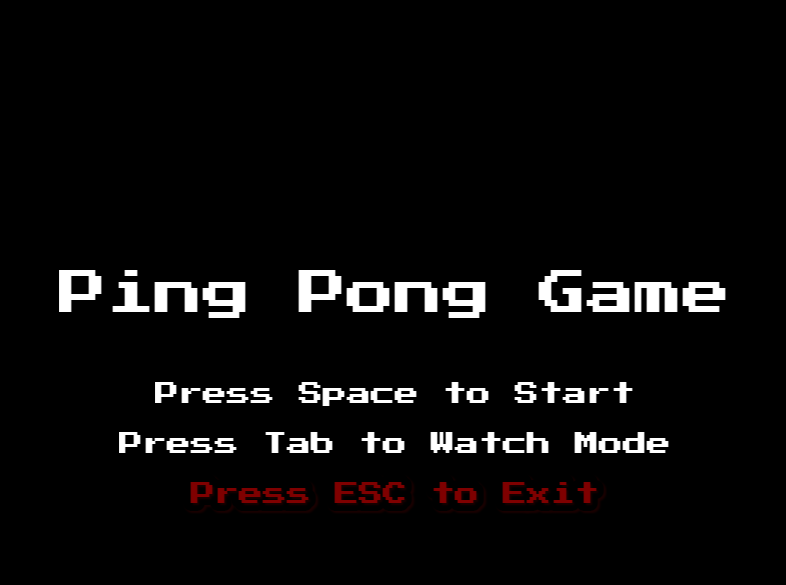 Ping Pong Game
Press Space to Start
Press Tab to Watch Mode
Press ESC to Exit